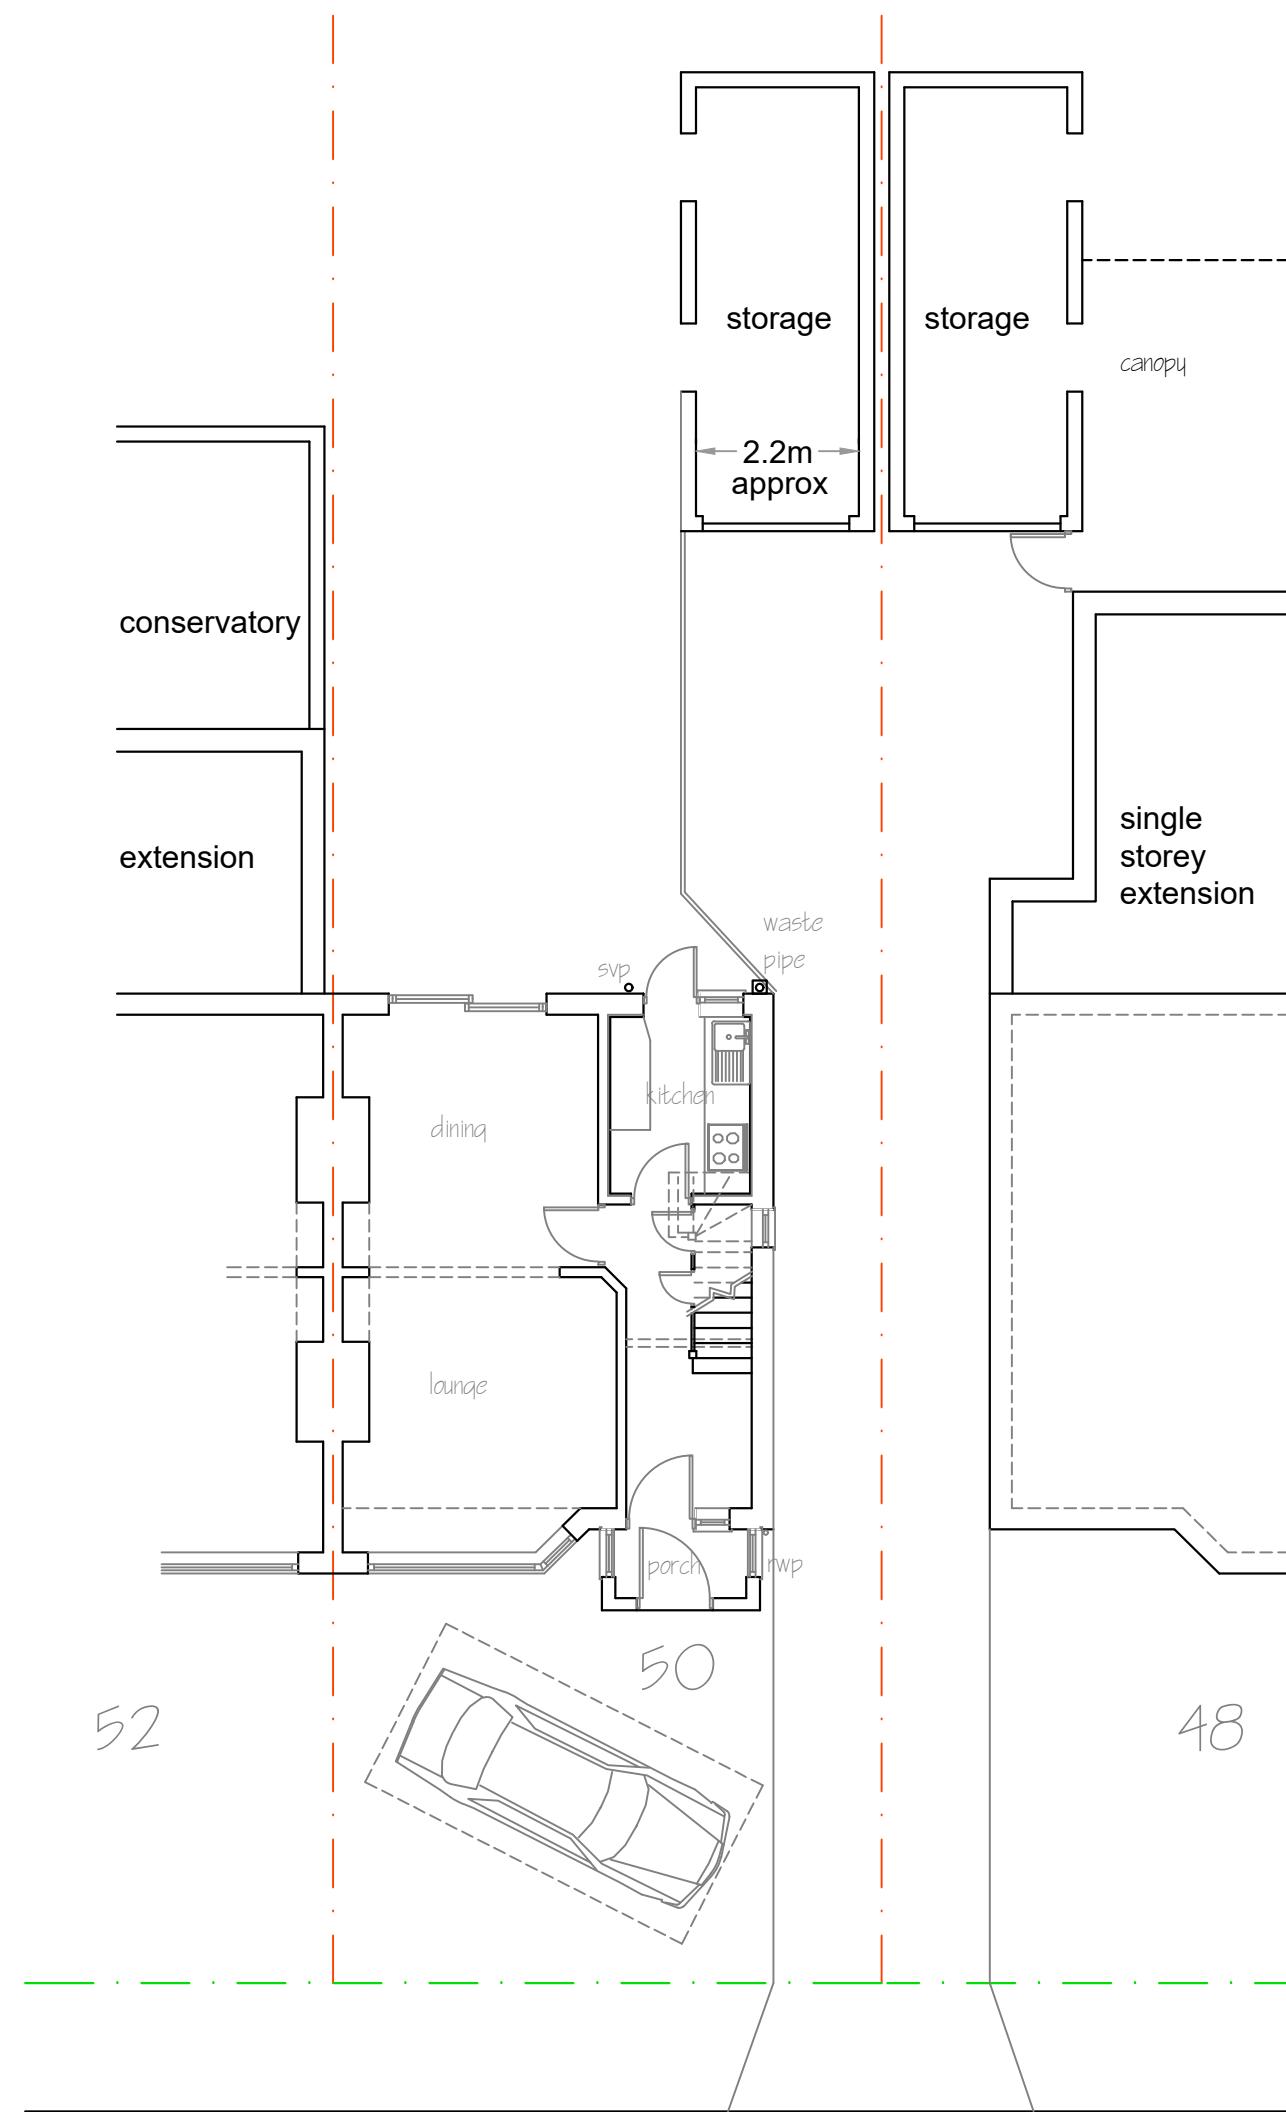 storage
storage
canopy
2.2m
approx
conservatory
single
storey
extension
extension
waste
pipe
svp
kitchen
dining
lounge
porch
rwp
50
52
48